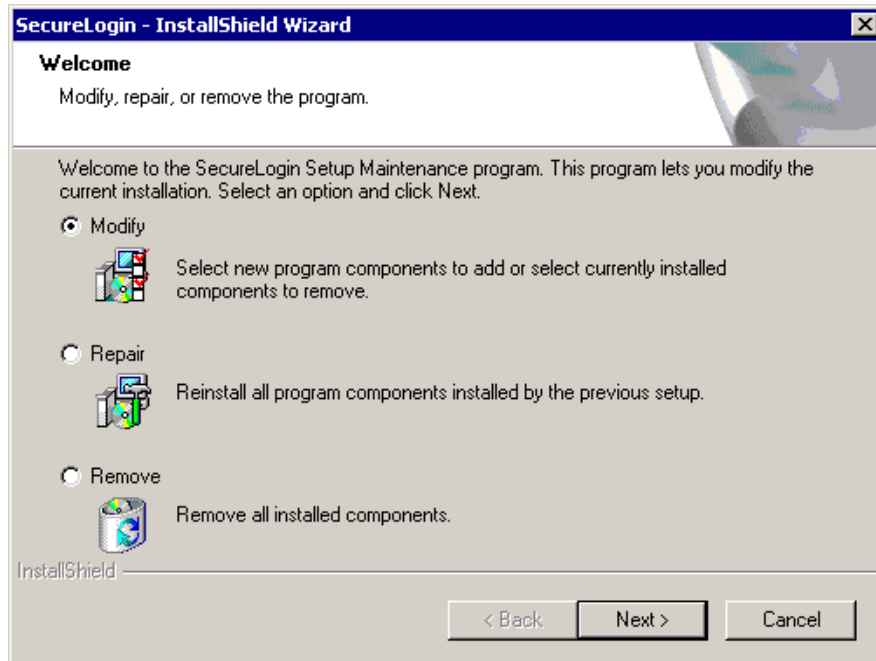 SecureLogin - InstallShield Wizard
Welcome
Modify, repair, or remove the program.
Welcome to the SecureLogin Setup Maintenance program. This program lets you modify the
current installation. Select an option and click Next.
Modify
Select new program components to add or select currently installed
components to remove.
Repair
Reinstall all program components installed by the previous setup.
Remove
Remove all installed components.
InstallShield
< Back
Next >
Cancel